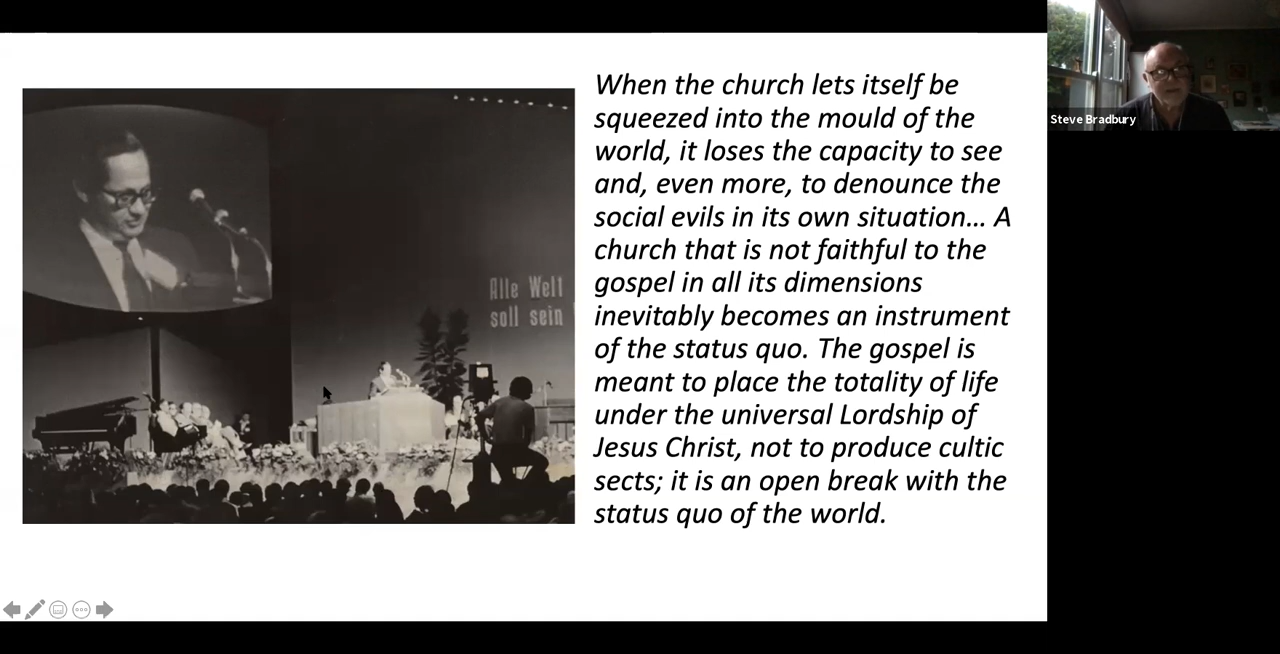 When the church lets itself be
squeezed into the mould of the
world, it loses the capacity to see
and, even more, to denounce the
social evils in its own situation... A
church that is not faithful to the
gospel in all its dimensions
inevitably becomes an instrument
of the status quo. The gospel is
meant to place the totality of life
under the universal Lordship of
Jesus Christ, not to produce cultic
sects; it is an open break with the
status quo of the world.
Alle Welt
soll sein
Steve Bradbury